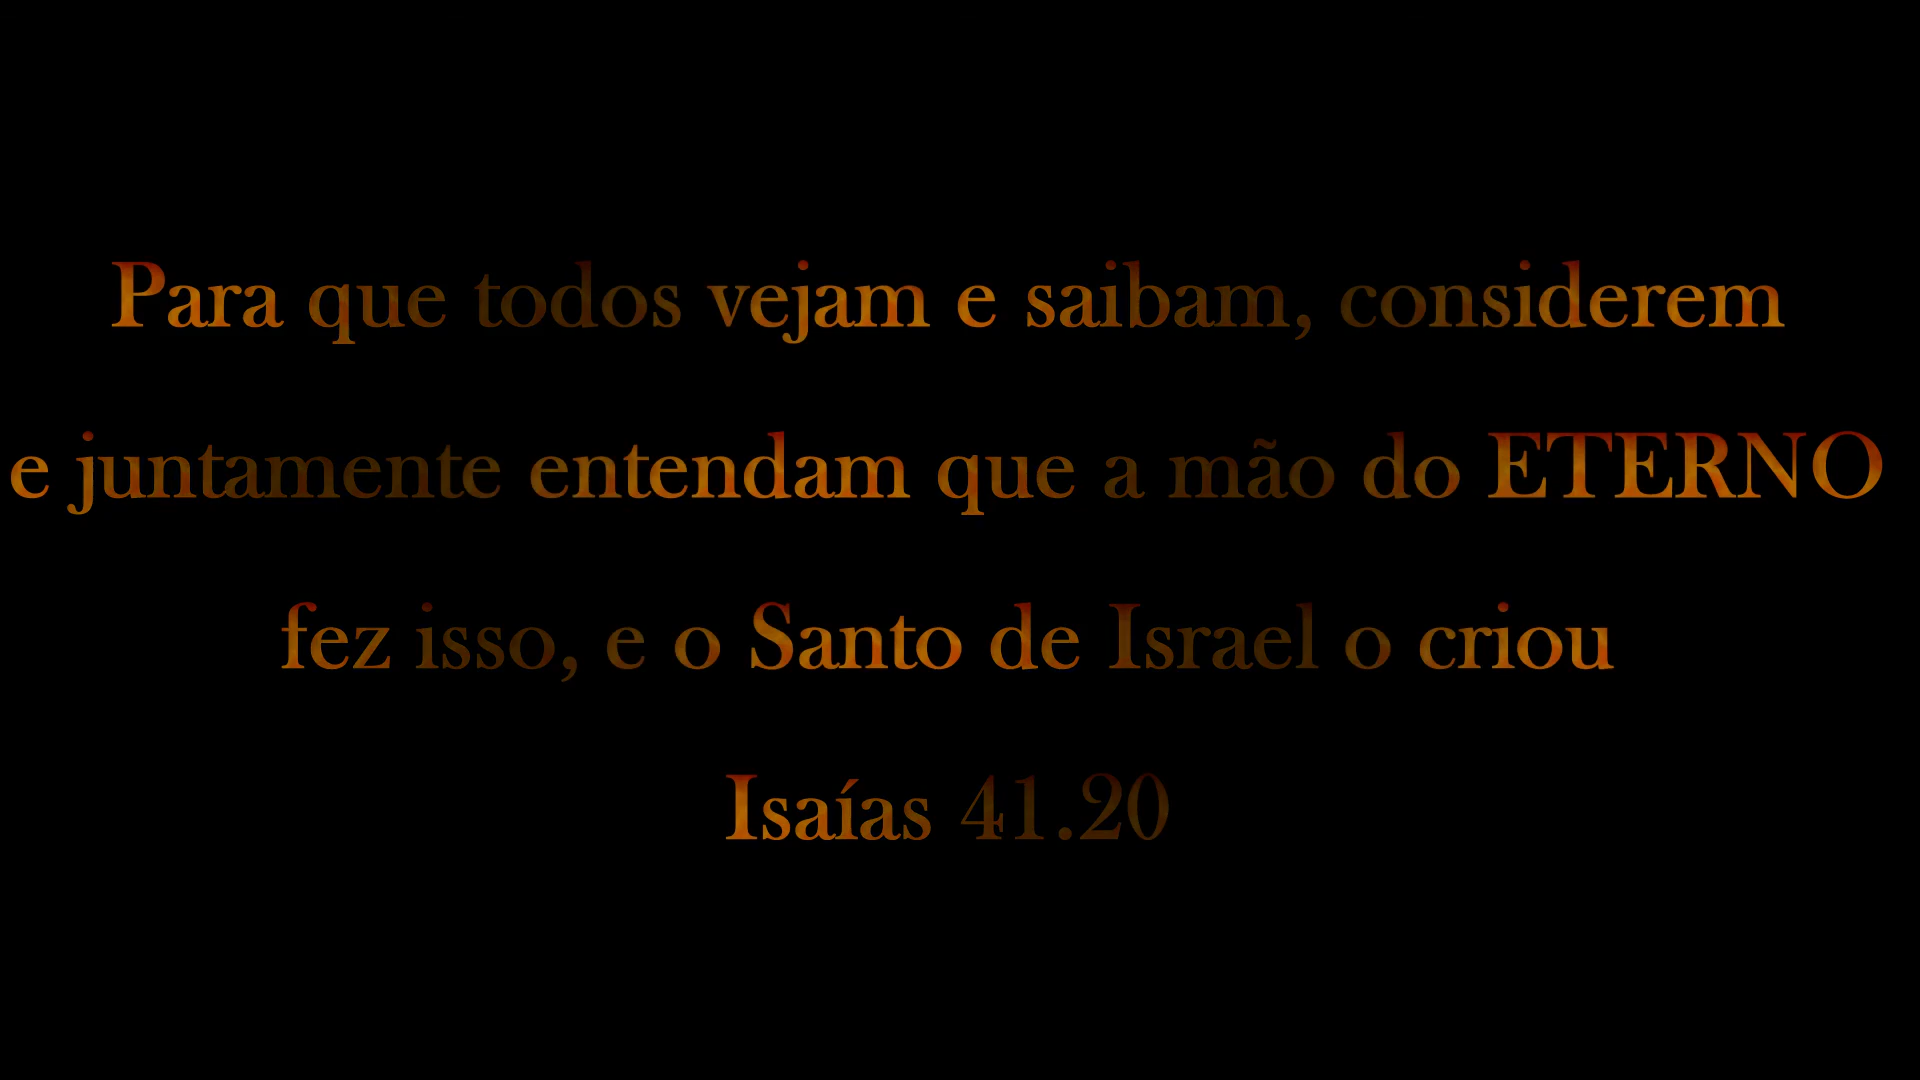 Para que todos vejam e saibam, considerem
e juntamente entendam que a mão do ETERNO
fez isso, e o Santo de Israel o criou
Isaías 41.20